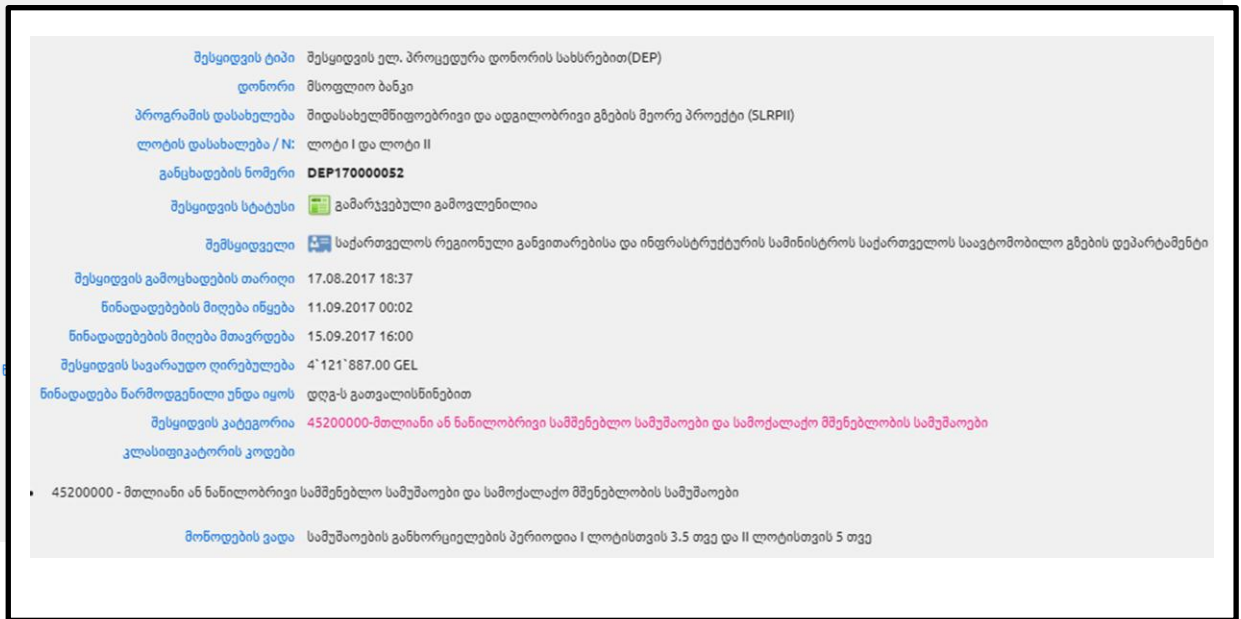 შესყიდვის ტიპი შესყიდვის ელ. პროცედურა დონორის სახსრებით(DEP)
დონორი მსოფლიო ბანკი
პროგრამის დასახელება შიდასახელმწიფოებრივი და ადგილობრივი გზების მეორე პროექტი (SLRPII)
ლოტის დასახალება / N: ლოტი I და ლოტი II
განცხადების ნომერი DEP170000052
შესყიდვის სტატუსი გამარჯვებული გამოვლენილია
შემსყიდველი საქართველოს რეგიონული განვითარებისა და ინფრასტრუქტურის სამინისტროს საქართველოს საავტომობილო გზების დეპარტამენტი
შესყიდვის გამოცხადების თარიღი 17.08.2017 18:37
წინადადებების მიღება იწყება 11.09.2017 00:02
წინადადებების მიღება მთავრდება 15.09.2017 16:00
შესყიდვის სავარაუდო ღირებულება 4`121`887.00 GEL
წინადადება წარმოდგენილი უნდა იყოს დღგ-ს გათვალისწინებით
შესყიდვის კატეგორია 45200000-მთლიანი ან ნაწილობრივი სამშენებლო სამუშაოები და სამოქალაქო მშენებლობის სამუშაოები
კლასიფიკატორის კოდები
• 45200000 - მთლიანი ან ნაწილობრივი სამშენებლო სამუშაოები და სამოქალაქო მშენებლობის სამუშაოები
მოწოდების ვადა სამუშაოების განხორციელების პერიოდია I ლოტისთვის 3.5 თვე და II ლოტისთვის 5 თვე